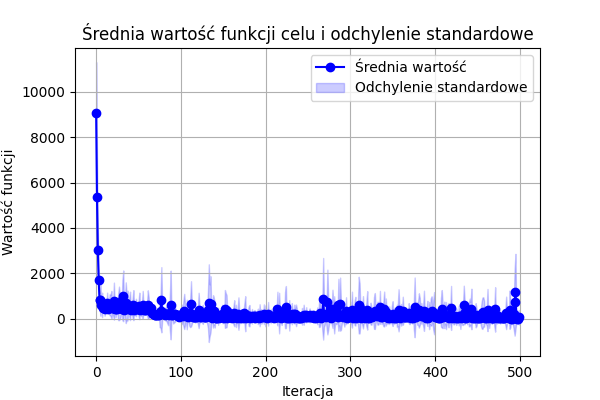 Średnia wartość funkcji celu i odchylenie standardowe
Średnia wartość
Odchylenie standardowe
Wartość funkcji
10000
8000
6000
4000
2000
0
0 100 200 300 400 500
Iteracja